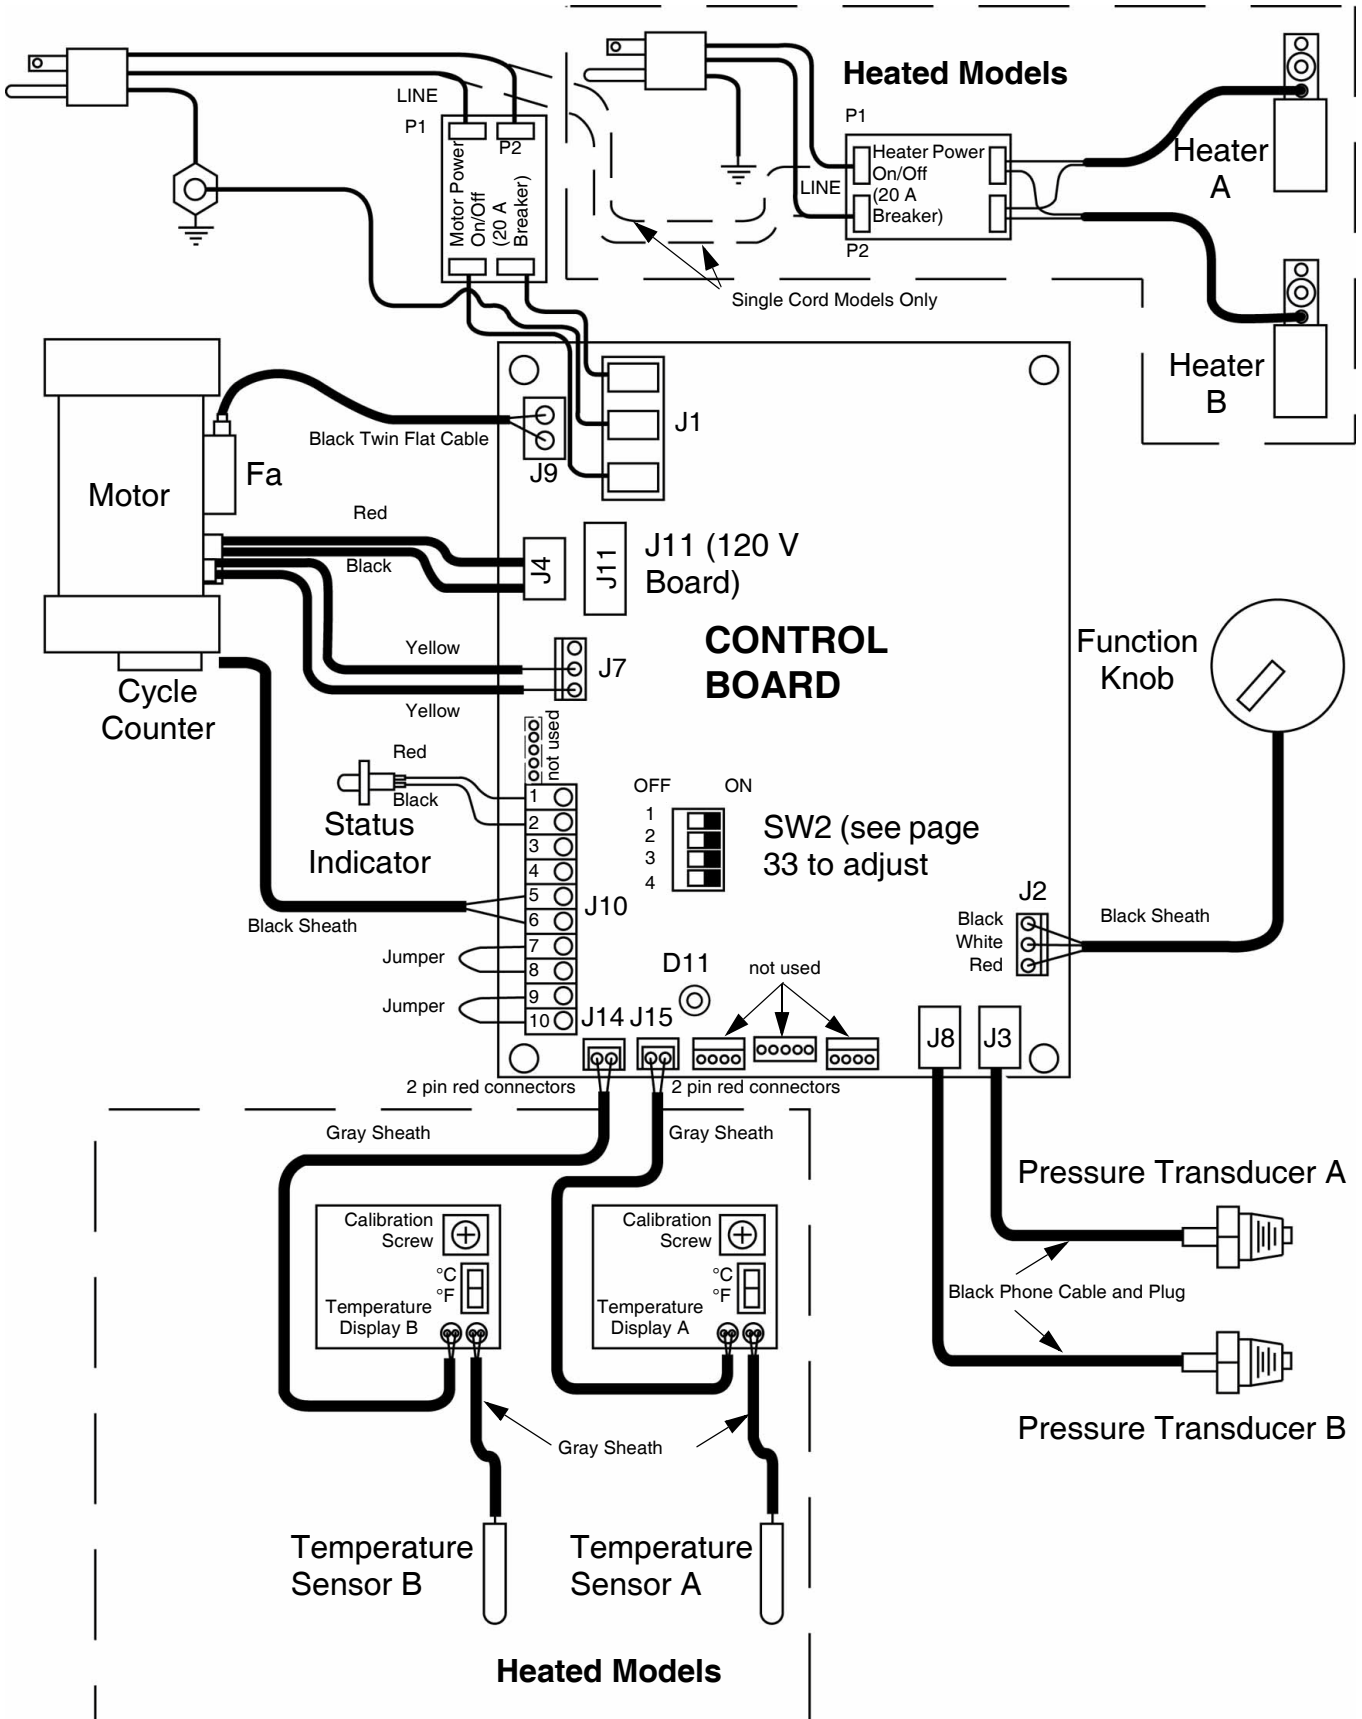 Heated Models
LINE
P1
P2
Motor Power
On/Off
(20 A
Breaker)
P1
Heater Power
On/Off
(20 A
Breaker)
LINE
P2
Heater
A
Single Cord Models Only
Heater
B
Black Twin Flat Cable
J9
J1
Motor
Fa
Red
Black
J4
J11
J11 (120 V
Board)
CONTROL
BOARD
Function
Knob
Yellow
J7
Yellow
Cycle
Counter
not used
Red
Black
Status
Indicator
1
2
3
4
5
6
7
8
9
10
J10
OFF
ON
1
2
3
4
SW2 (see page
33 to adjust
Black Sheath
Jumper
Jumper
J2
Black
White
Red
Black Sheath
D11
not used
J14
J15
J8
J3
2 pin red connectors
2 pin red connectors
Gray Sheath
Gray Sheath
Pressure Transducer A
Calibration
Screw
°C
°F
Temperature
Display B
Calibration
Screw
°C
°F
Temperature
Display A
Black Phone Cable and Plug
Pressure Transducer B
Gray Sheath
Temperature
Sensor B
Temperature
Sensor A
Heated Models